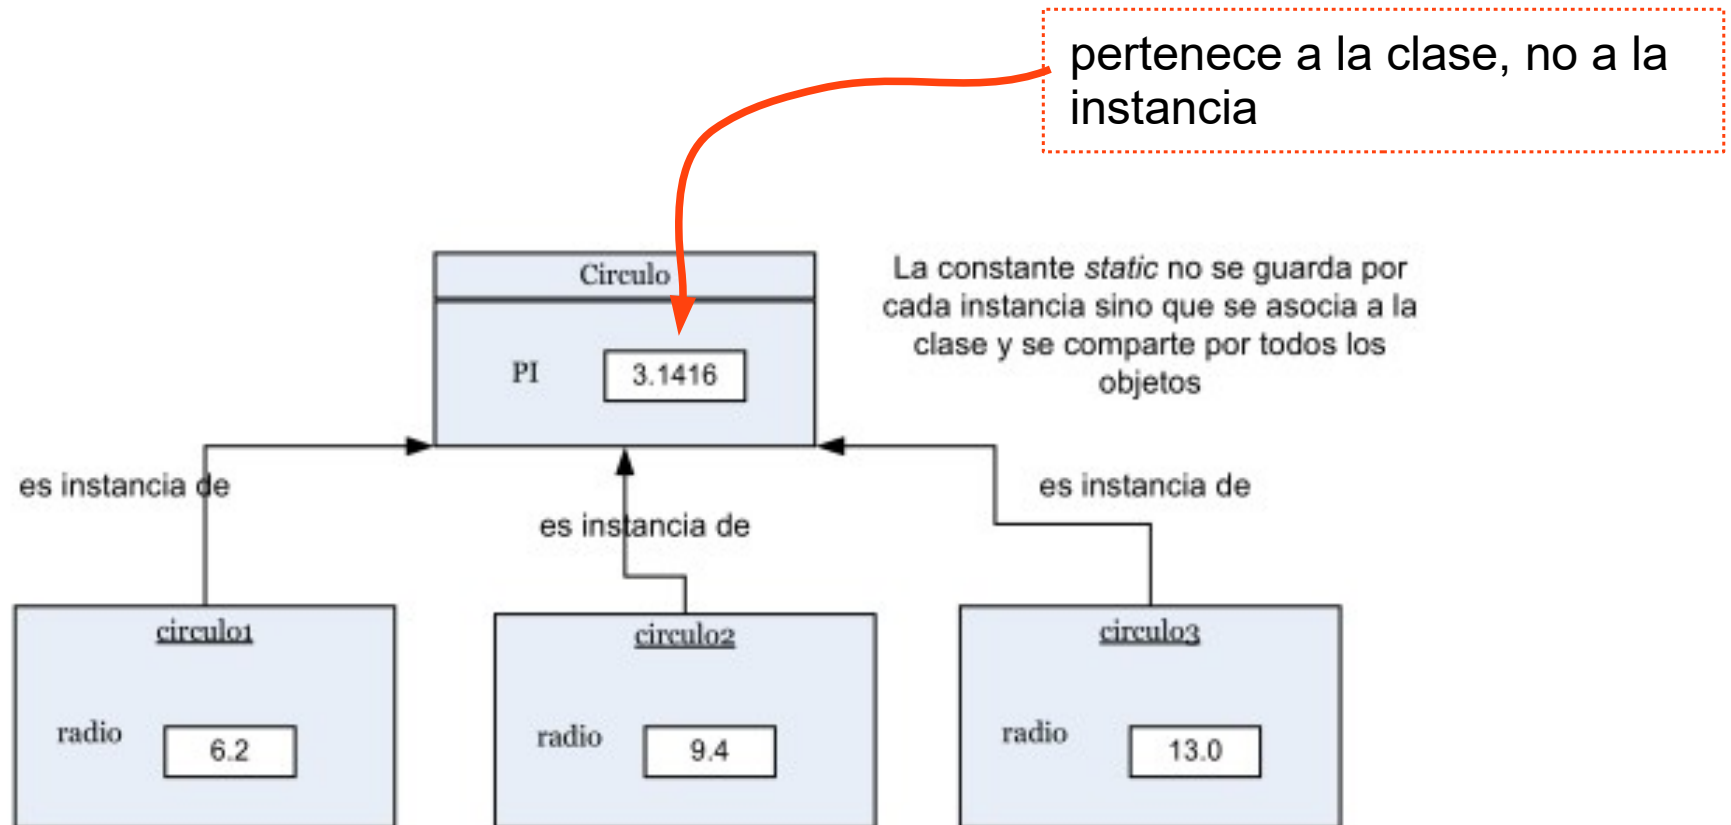 pertenece a la clase, no a la
instancia
Circulo
PI
3.1416
La constante static no se guarda por
cada instancia sino que se asocia a la
clase y se comparte por todos los
objetos
es instancia de
es instancia de
es instancia de
circulo1
radio
6.2
circulo2
radio
9.4
circulo3
radio
13.0